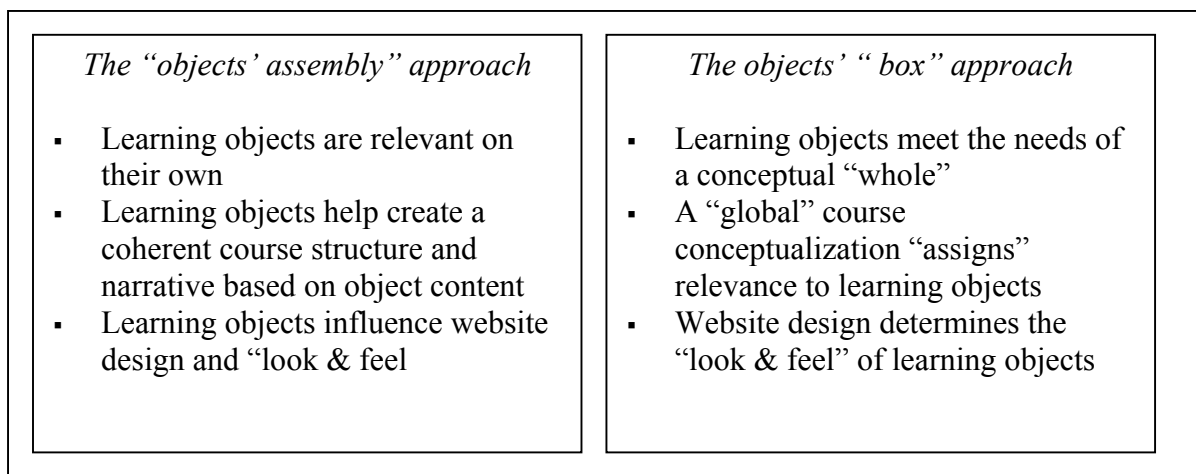 The “objects’ assembly” approach
▪ Learning objects are relevant on
their own
▪ Learning objects help create a
coherent course structure and
narrative based on object content
▪ Learning objects influence website
design and “look & feel
The objects’ “ box” approach
▪ Learning objects meet the needs of
a conceptual “whole”
▪ A “global” course
conceptualization “assigns”
relevance to learning objects
▪ Website design determines the
“look & feel” of learning objects